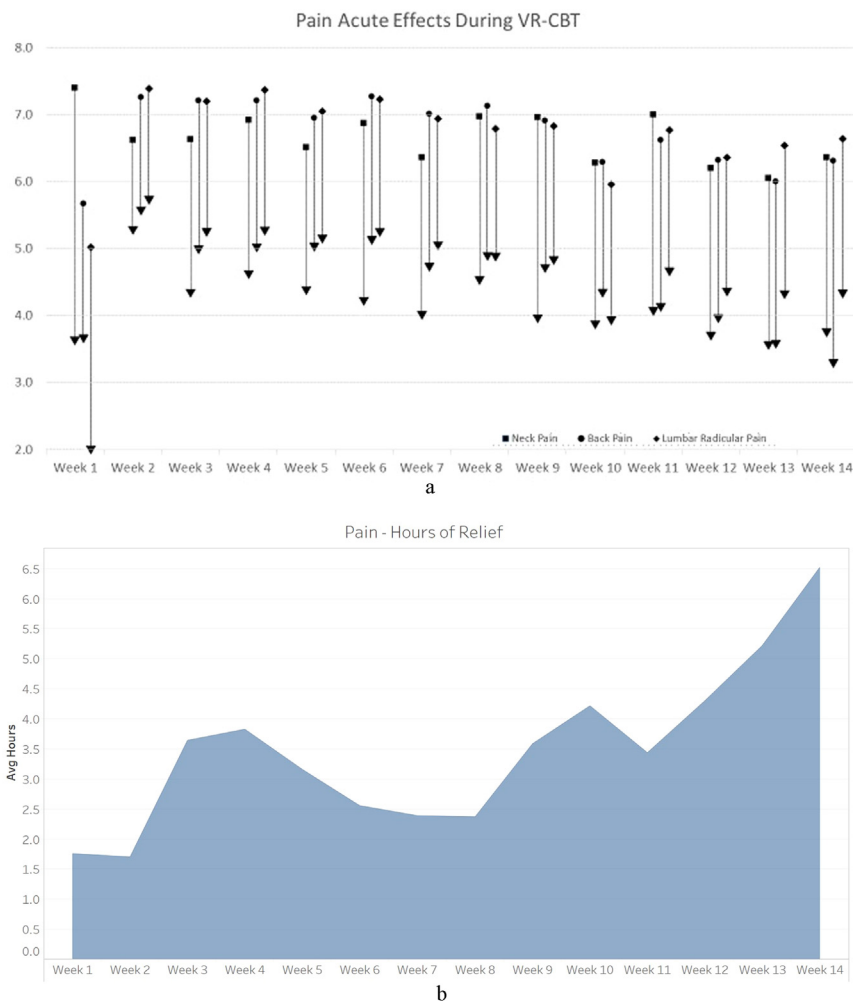 Pain Acute Effects During VR-CBT
8.0
7.0
6.0
5.0
4.0
3.0
2.0
Neck Pain Back Pain Lumbar Radicular Pain
Week 1 Week 2 Week 3 Week 4 Week 5 Week 6 Week 7 Week 8 Week 9 Week 10 Week 11 Week 12 Week 13 Week 14
a
Pain - Hours of Relief
Avg Hours
6.5
6.0
5.5
5.0
4.5
4.0
3.5
3.0
2.5
2.0
1.5
1.0
0.5
0.0
Week 1 Week 2 Week 3 Week 4 Week 5 Week 6 Week 7 Week 8 Week 9 Week 10 Week 11 Week 12 Week 13 Week 14
b